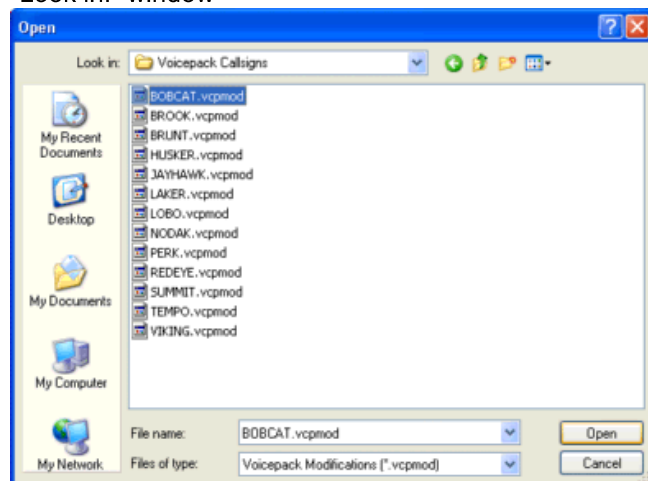 "Look in:" window
Open
Look in: Voicepack Callsigns
BOBCAT.vcpmod
BROOK.vcpmod
BRUNT.vcpmod
HUSKER.vcpmod
JAYHAWK.vcpmod
LAKER.vcpmod
LOBO.vcpmod
NODAK.vcpmod
PERK.vcpmod
REDEYE.vcpmod
SUMMIT.vcpmod
TEMPO.vcpmod
VIKING.vcpmod
My Recent
Documents
Desktop
My Documents
My Computer
My Network
File name: BOBCAT.vcpmod Open
Files of type: Voicepack Modifications (*.vcpmod) Cancel